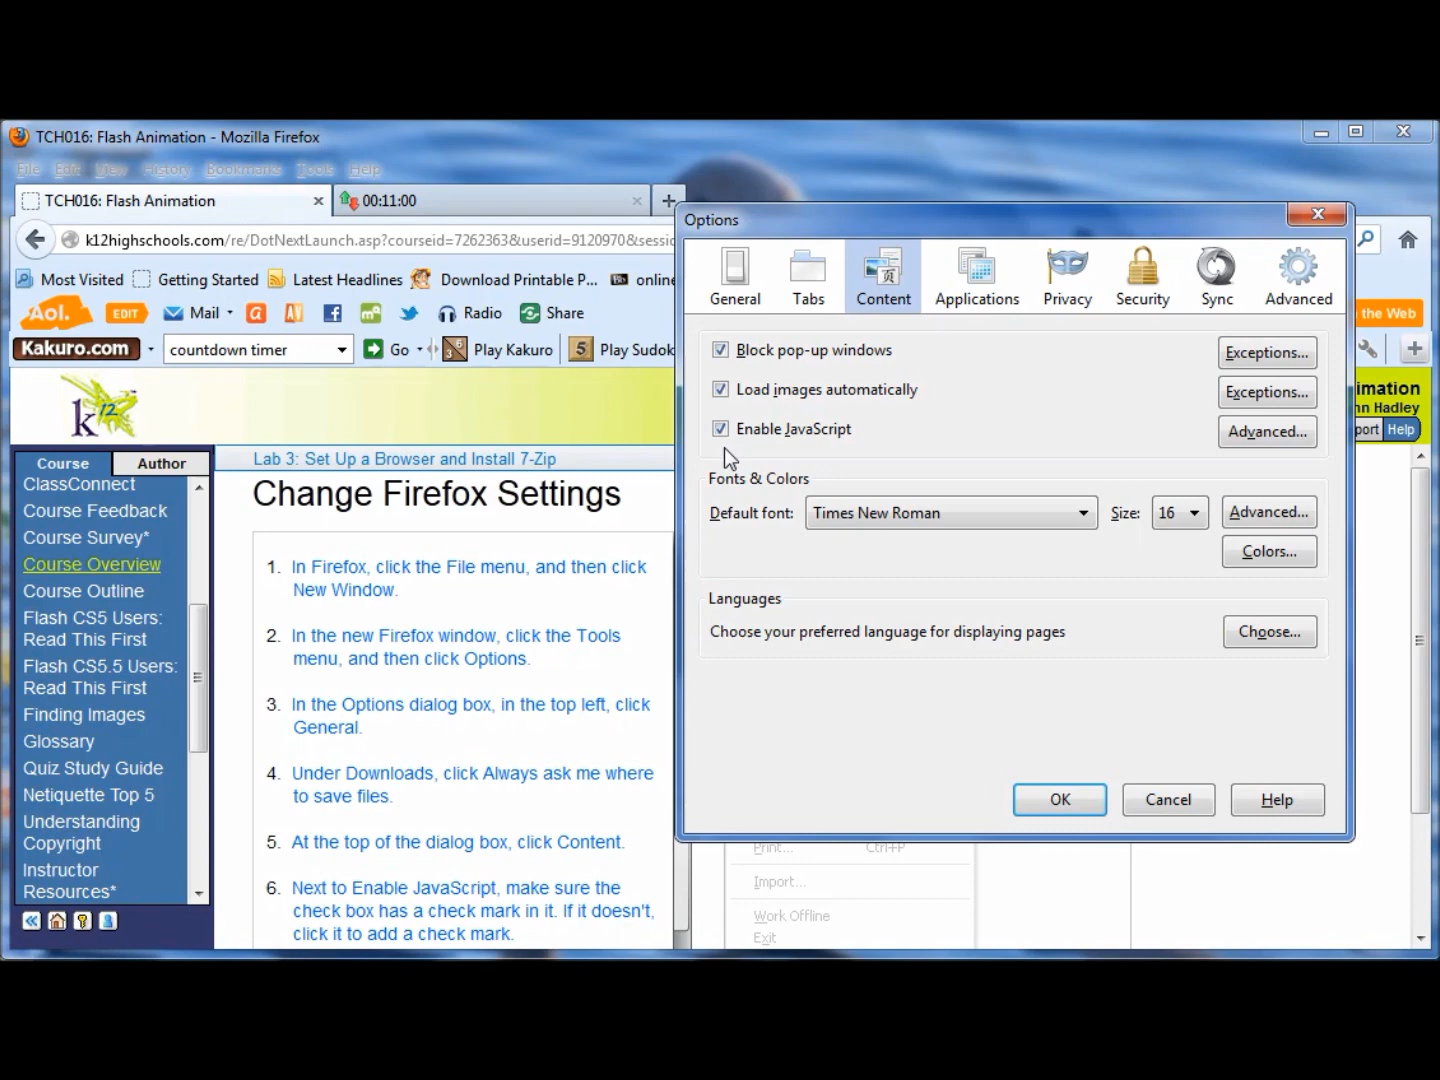 TCH016: Flash Animation - Mozilla Firefox
File Edit View History Bookmarks Tools Help
TCH016: Flash Animation
00:11:00
k12highschools.com/re/DotNextLaunch.asp?courseid=7262363&userid=9120970&sessio
Most Visited Getting Started Latest Headlines Download Printable P... online
Aol. EDIT Mail Radio Share
the Web
Kakuro.com countdown timer Go Play Kakuro 5 Play Sudok
k12
imation
nn Hadley
port Help
Course Author
ClassConnect
Course Feedback
Course Survey*
Course Overview
Course Outline
Flash CS5 Users:
Read This First
Flash CS5.5 Users:
Read This First
Finding Images
Glossary
Quiz Study Guide
Netiquette Top 5
Understanding
Copyright
Instructor
Resources*
Lab 3: Set Up a Browser and Install 7-Zip
Change Firefox Settings
1. In Firefox, click the File menu, and then click
New Window.
2. In the new Firefox window, click the Tools
menu, and then click Options.
3. In the Options dialog box, in the top left, click
General.
4. Under Downloads, click Always ask me where
to save files.
5. At the top of the dialog box, click Content.
6. Next to Enable JavaScript, make sure the
check box has a check mark in it. If it doesn't,
click it to add a check mark.
Options
General Tabs Content Applications Privacy Security Sync Advanced
Block pop-up windows Exceptions...
Load images automatically Exceptions...
Enable JavaScript Advanced...
Fonts & Colors
Default font: Times New Roman Size: 16 Advanced...
Colors...
Languages
Choose your preferred language for displaying pages Choose...
OK Cancel Help
Print... Ctrl+P
Import...
Work Offline
Exit